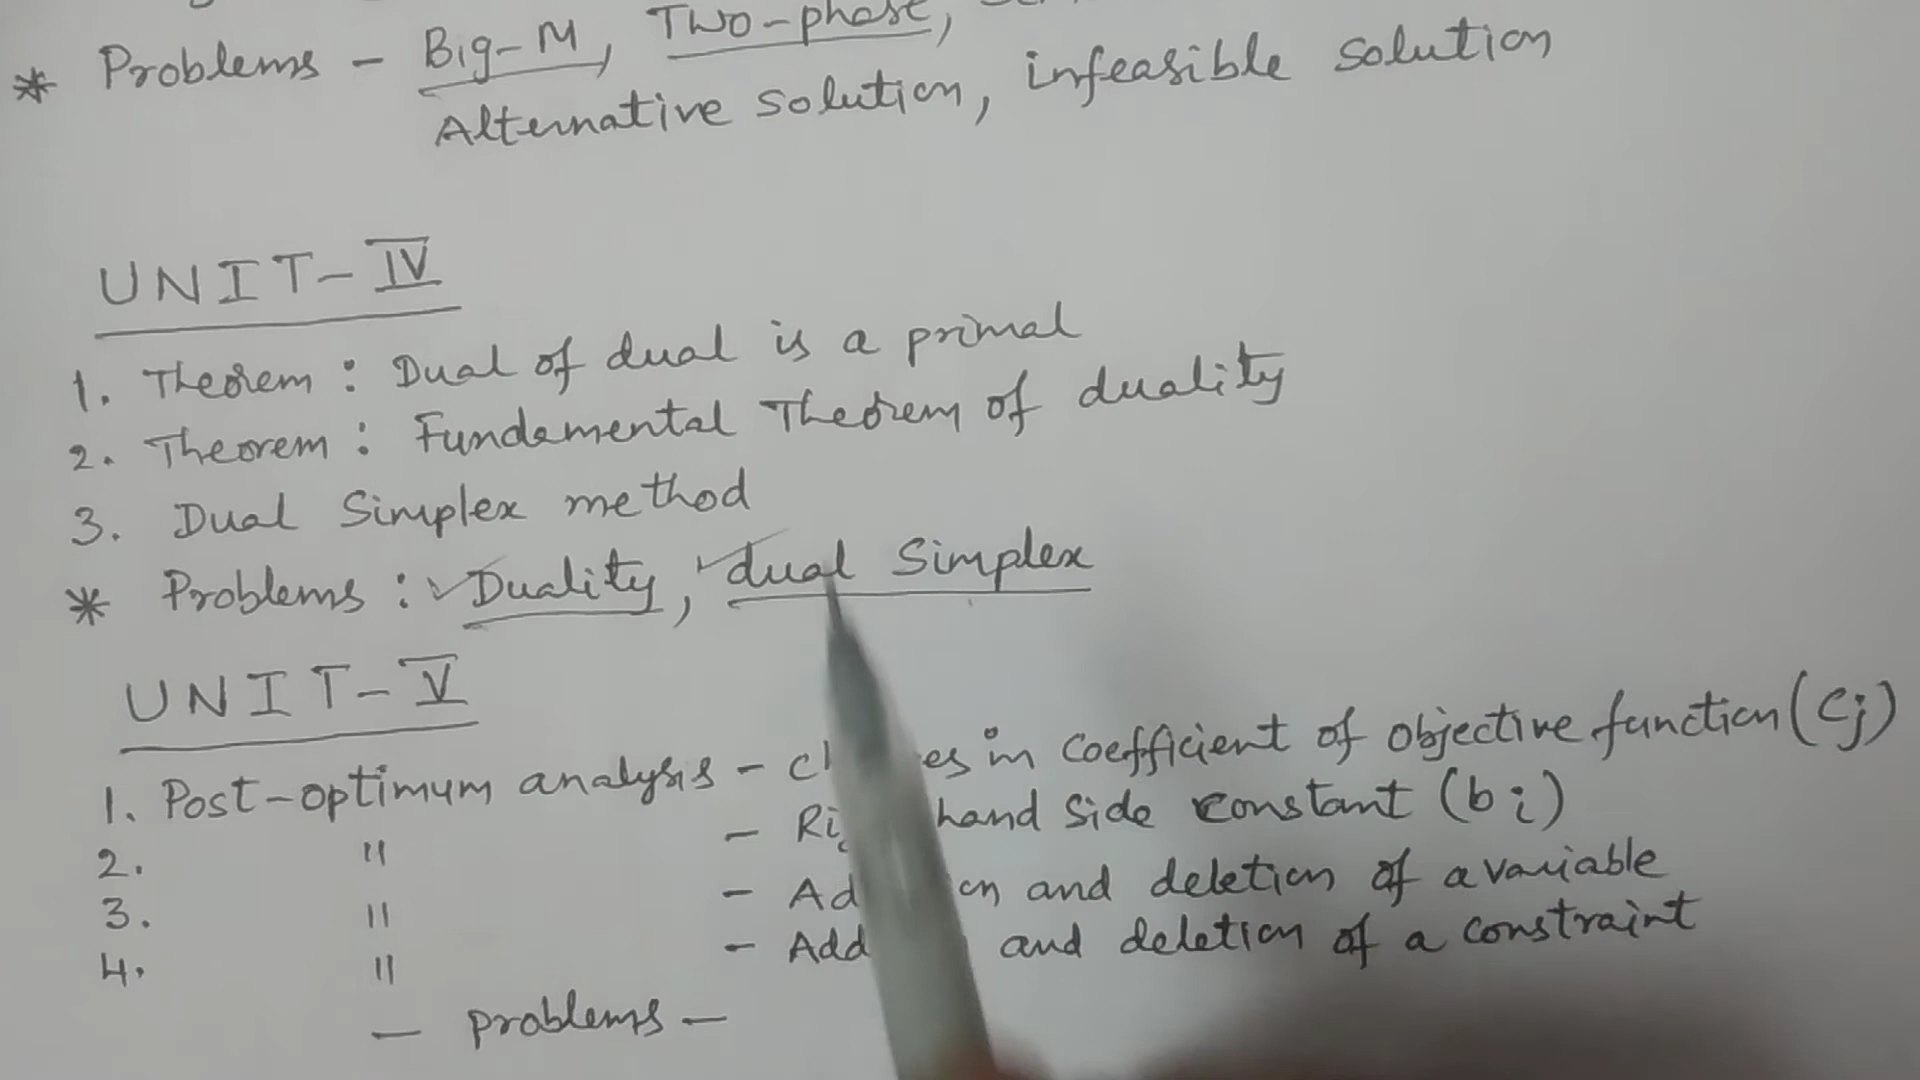 * Problems - Big-M, Two-phase,
Alternative solution, infeasible solution
UNIT-IV
1. Theorem : Dual of dual is a primal
2. Theorem : Fundamental Theorem of duality
3. Dual Simplex method
* Problems : ✓Duality, ✓dual Simplex
UNIT-V
1. Post-optimum analysis - in coefficient of objective function (Cj)
2. " - hand side constant (bi)
3. " - and deletion of a variable
4. " - and deletion of a constraint
- problems -